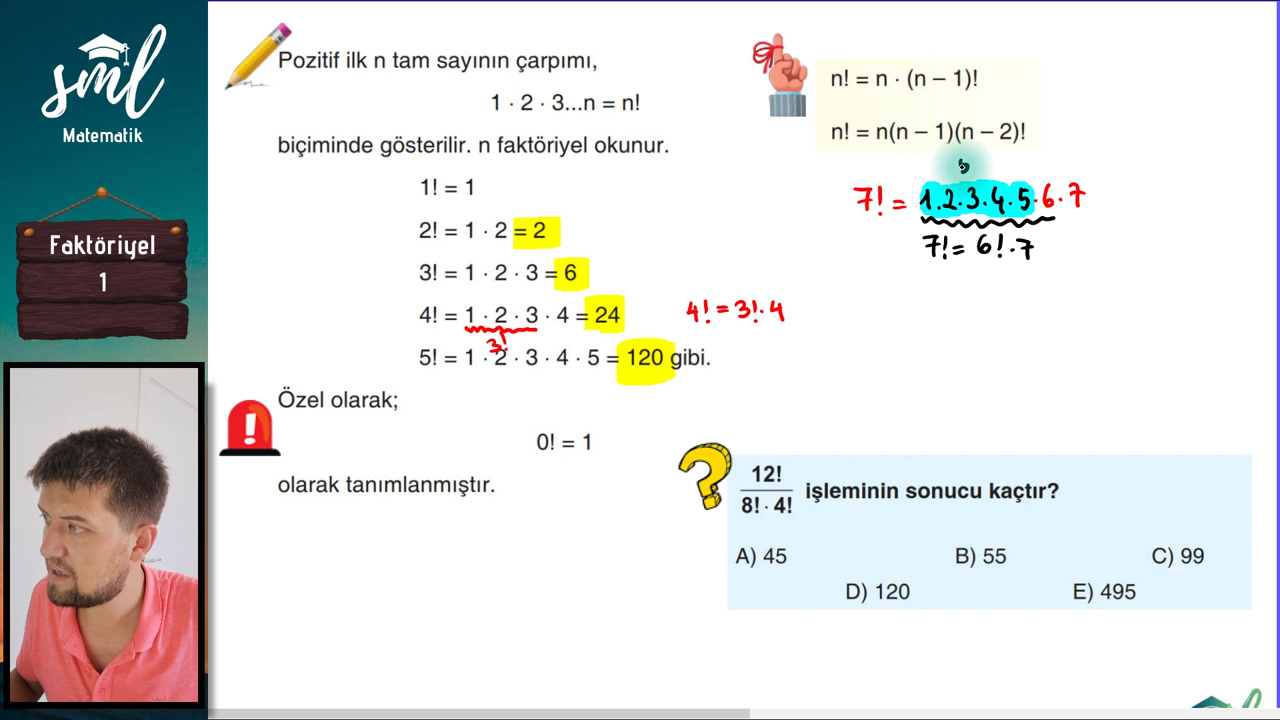 sml
Matematik
Faktöriyel
1
Pozitif ilk n tam sayının çarpımı,
1 · 2 · 3...n = n!
biçiminde gösterilir. n faktöriyel okunur.
1! = 1
2! = 1 · 2 = 2
3! = 1 · 2 · 3 = 6
4! = 1 · 2 · 3 · 4 = 24
3!
5! = 1 · 2 · 3 · 4 · 5 = 120 gibi.
4! = 3! · 4
Özel olarak;
0! = 1
olarak tanımlanmıştır.
n! = n · (n – 1)!
n! = n(n – 1)(n – 2)!
7! = 1.2.3.4.5.6.7
7! = 6! · 7
12!
8! · 4!
işleminin sonucu kaçtır?
A) 45 B) 55 C) 99
D) 120 E) 495